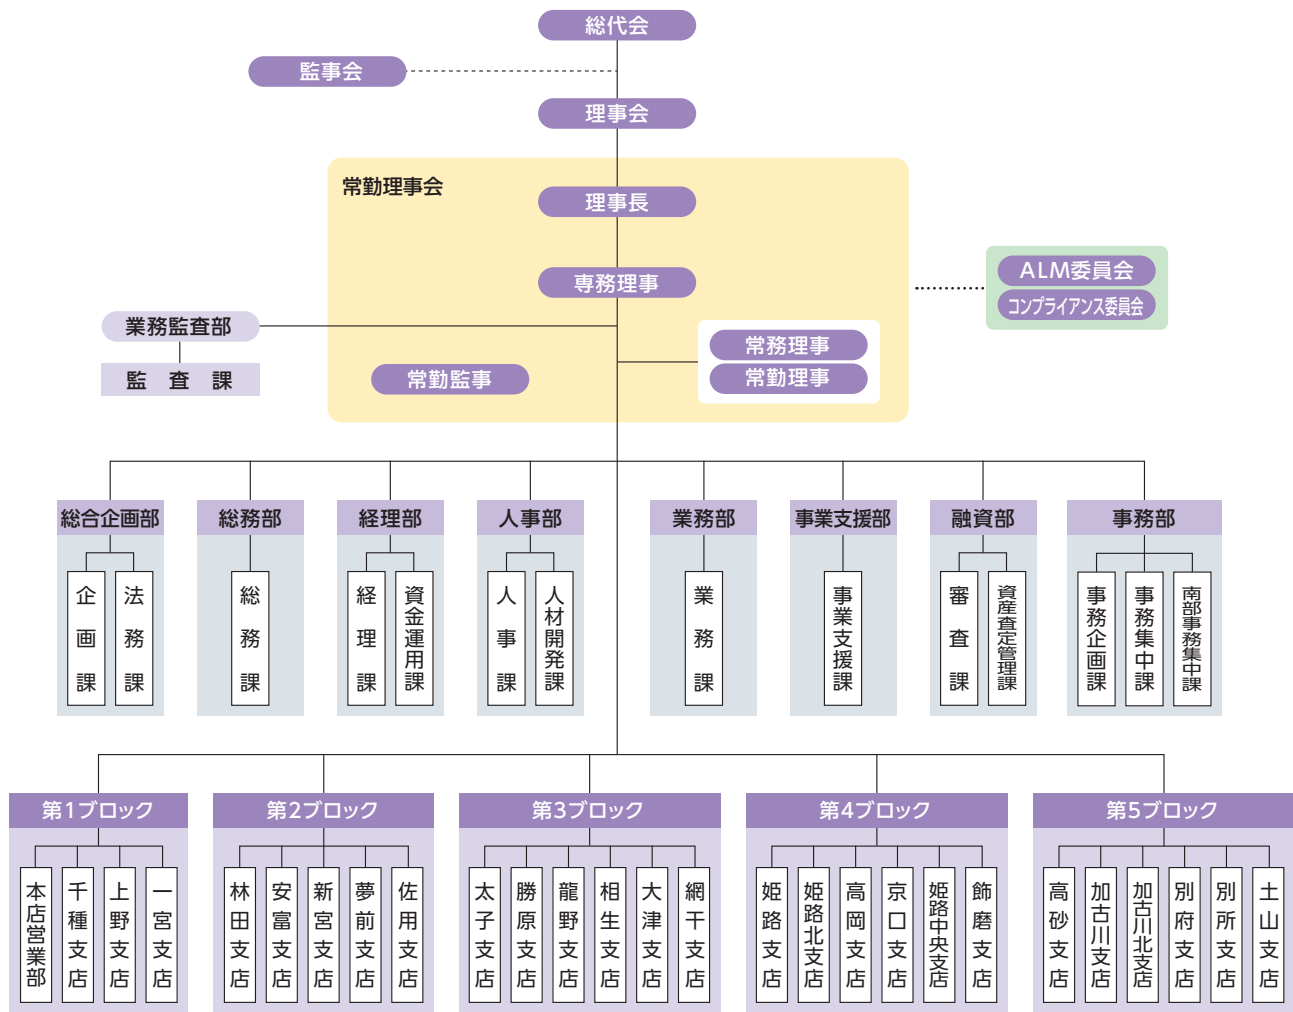 総代会
監事会
理事会
常勤理事会
理事長
専務理事
ALM委員会
コンプライアンス委員会
業務監査部
監査課
常務理事
常勤理事
常勤監事
総合企画部
総務部
経理部
人事部
業務部
事業支援部
融資部
事務部
企画課
法務課
総務課
経理課
資金運用課
人事課
人材開発課
業務課
事業支援課
審査課
資産査定管理課
事務企画課
事務集中課
南部事務集中課
第1ブロック
第2ブロック
第3ブロック
第4ブロック
第5ブロック
本店営業部
千種支店
上野支店
一宮支店
林田支店
安富支店
新宮支店
夢前支店
佐用支店
太子支店
勝原支店
龍野支店
相生支店
大津支店
網干支店
姫路支店
姫路北支店
高岡支店
京口支店
姫路中央支店
飾磨支店
高砂支店
加古川支店
加古川北支店
別府支店
別所支店
土山支店